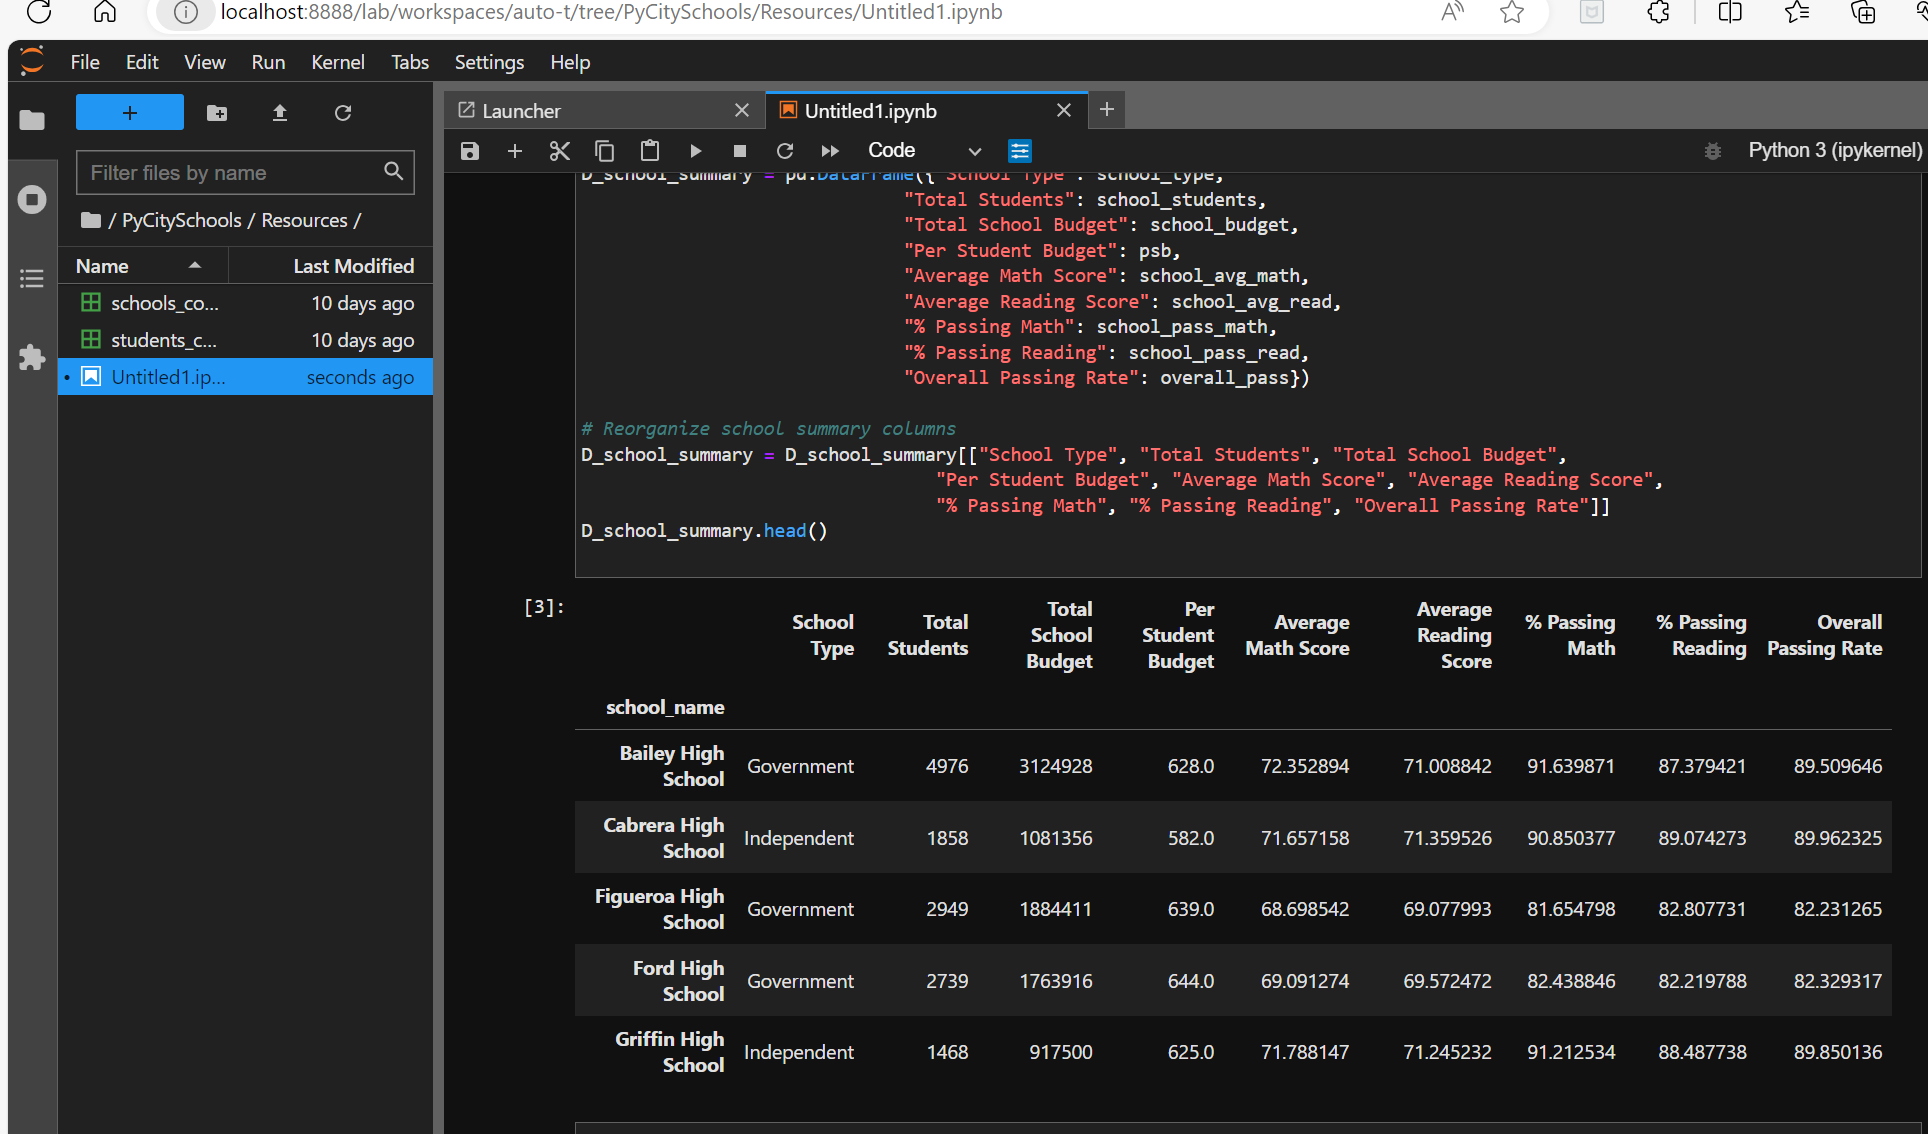 localhost:8888/lab/workspaces/auto-t/tree/PyCitySchools/Resources/Untitled1.ipynb
File Edit View Run Kernel Tabs Settings Help
Launcher
Untitled1.ipynb
Code
Python 3 (ipykernel)
Filter files by name
/ PyCitySchools / Resources /
Name Last Modified
schools_co... 10 days ago
students_c... 10 days ago
Untitled1.ip... seconds ago
D_school_summary = pd.DataFrame({"School Type": school_type,
"Total Students": school_students,
"Total School Budget": school_budget,
"Per Student Budget": psb,
"Average Math Score": school_avg_math,
"Average Reading Score": school_avg_read,
"% Passing Math": school_pass_math,
"% Passing Reading": school_pass_read,
"Overall Passing Rate": overall_pass})
# Reorganize school summary columns
D_school_summary = D_school_summary[["School Type", "Total Students", "Total School Budget",
"Per Student Budget", "Average Math Score", "Average Reading Score",
"% Passing Math", "% Passing Reading", "Overall Passing Rate"]]
D_school_summary.head()
[3]:
School Type Total Students Total School Budget Per Student Budget Average Math Score Average Reading Score % Passing Math % Passing Reading Overall Passing Rate
school_name
Bailey High School Government 4976 3124928 628.0 72.352894 71.008842 91.639871 87.379421 89.509646
Cabrera High School Independent 1858 1081356 582.0 71.657158 71.359526 90.850377 89.074273 89.962325
Figueroa High School Government 2949 1884411 639.0 68.698542 69.077993 81.654798 82.807731 82.231265
Ford High School Government 2739 1763916 644.0 69.091274 69.572472 82.438846 82.219788 82.329317
Griffin High School Independent 1468 917500 625.0 71.788147 71.245232 91.212534 88.487738 89.850136